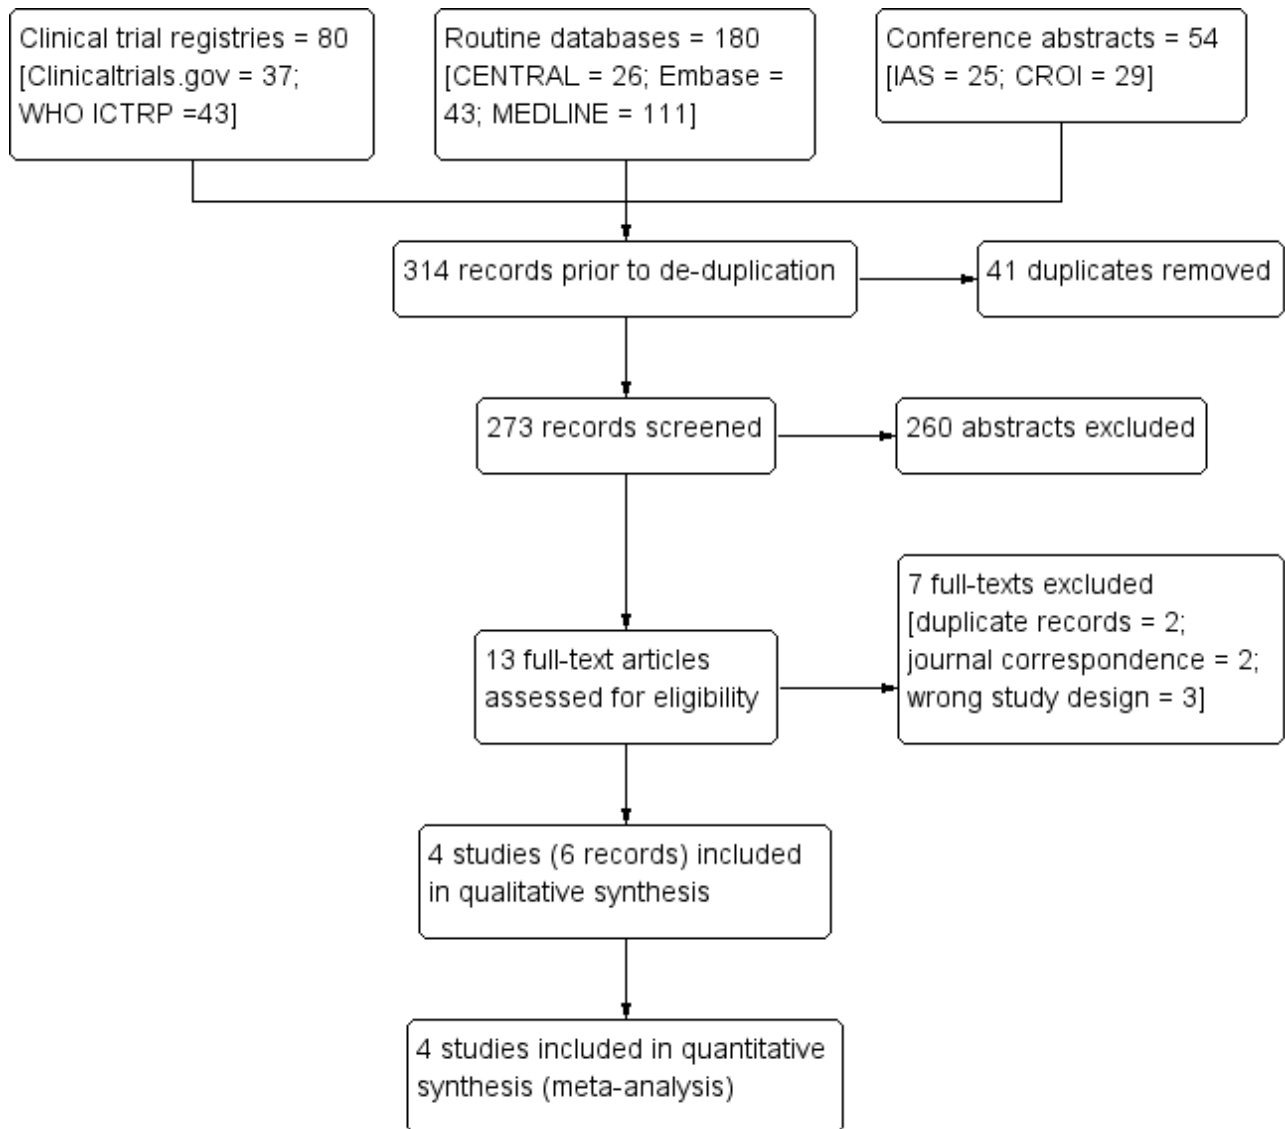 Clinical trial registries = 80
[Clinicaltrials.gov = 37;
WHO ICTRP =43]
Routine databases = 180
[CENTRAL = 26; Embase =
43; MEDLINE = 111]
Conference abstracts = 54
[IAS = 25; CROI = 29]
314 records prior to de-duplication
41 duplicates removed
273 records screened
260 abstracts excluded
13 full-text articles
assessed for eligibility
7 full-texts excluded
[duplicate records = 2;
journal correspondence = 2;
wrong study design = 3]
4 studies (6 records) included
in qualitative synthesis
4 studies included in quantitative
synthesis (meta-analysis)